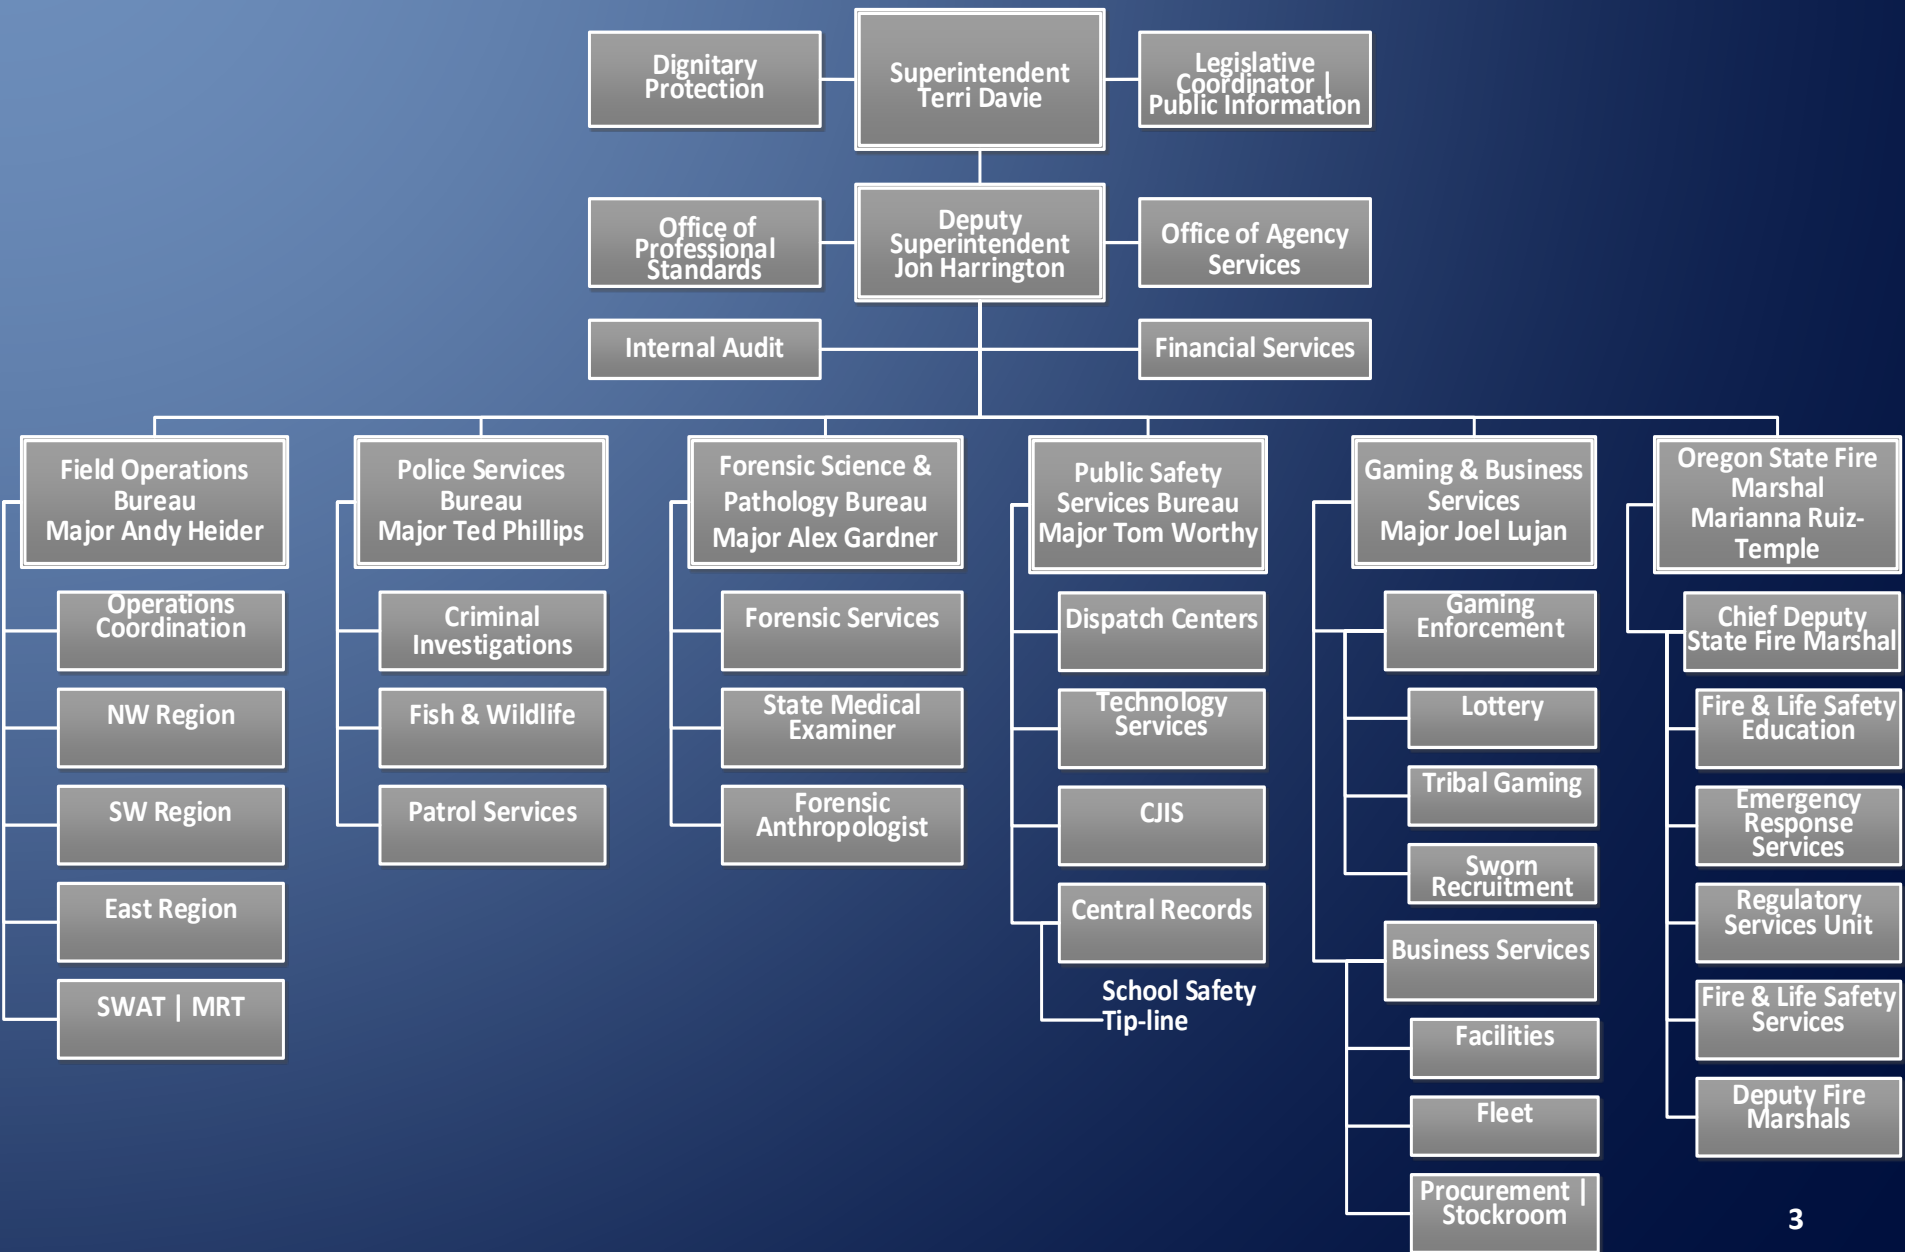 Dignitary
Protection
Superintendent
Terri Davie
Legislative
Coordinator |
Public Information
Office of
Professional
Standards
Deputy
Superintendent
Jon Harrington
Office of Agency
Services
Internal Audit
Financial Services
Field Operations
Bureau
Major Andy Heider
Operations
Coordination
NW Region
SW Region
East Region
SWAT | MRT
Police Services
Bureau
Major Ted Phillips
Criminal
Investigations
Fish & Wildlife
Patrol Services
Forensic Science &
Pathology Bureau
Major Alex Gardner
Forensic Services
State Medical
Examiner
Forensic
Anthropologist
Public Safety
Services Bureau
Major Tom Worthy
Dispatch Centers
Technology
Services
CJIS
Central Records
School Safety
Tip-line
Gaming & Business
Services
Major Joel Lujan
Gaming
Enforcement
Lottery
Tribal Gaming
Sworn
Recruitment
Business Services
Facilities
Fleet
Procurement |
Stockroom
Oregon State Fire
Marshal
Marianna Ruiz-
Temple
Chief Deputy
State Fire Marshal
Fire & Life Safety
Education
Emergency
Response
Services
Regulatory
Services Unit
Fire & Life Safety
Services
Deputy Fire
Marshals
3